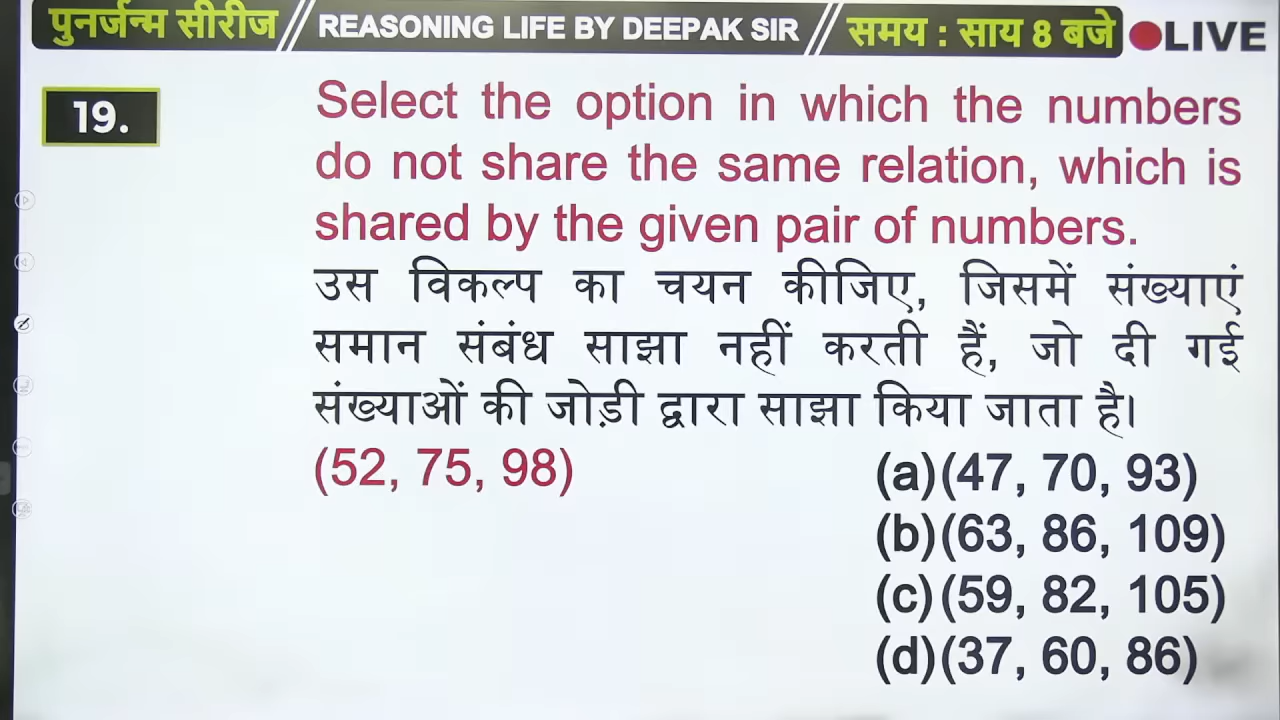 पुनर्जन्म सीरीज // REASONING LIFE BY DEEPAK SIR // समय : साय 8 बजे LIVE
19.
Select the option in which the numbers
do not share the same relation, which is
shared by the given pair of numbers.
उस विकल्प का चयन कीजिए, जिसमें संख्याएं
समान संबंध साझा नहीं करती हैं, जो दी गई
संख्याओं की जोड़ी द्वारा साझा किया जाता है।
(52, 75, 98)
(a)(47, 70, 93)
(b)(63, 86, 109)
(c)(59, 82, 105)
(d)(37, 60, 86)